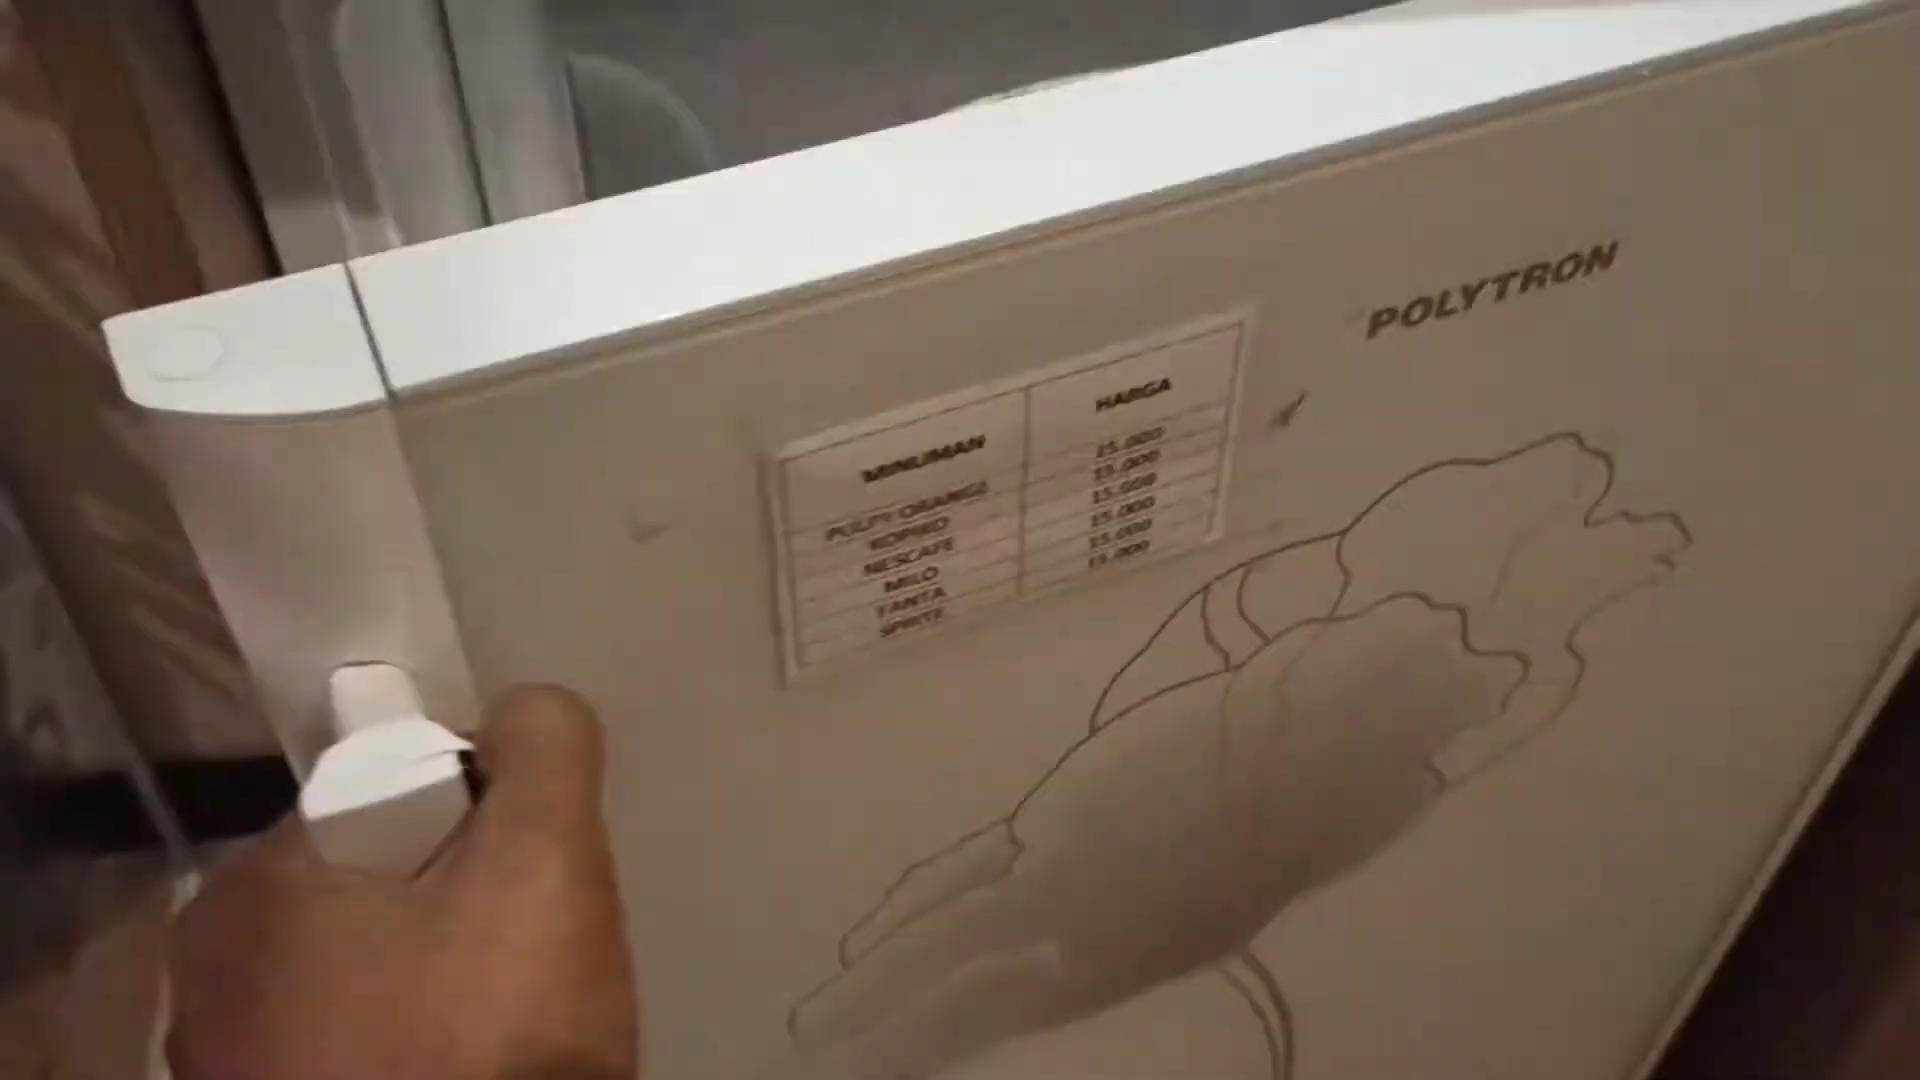 POLYTRON
MINUMAN HARGA
PULPY ORANGE 15.000
KOPIKO 15.000
NESCAFE 15.000
MILO 15.000
FANTA 15.000
SPRITE 15.000